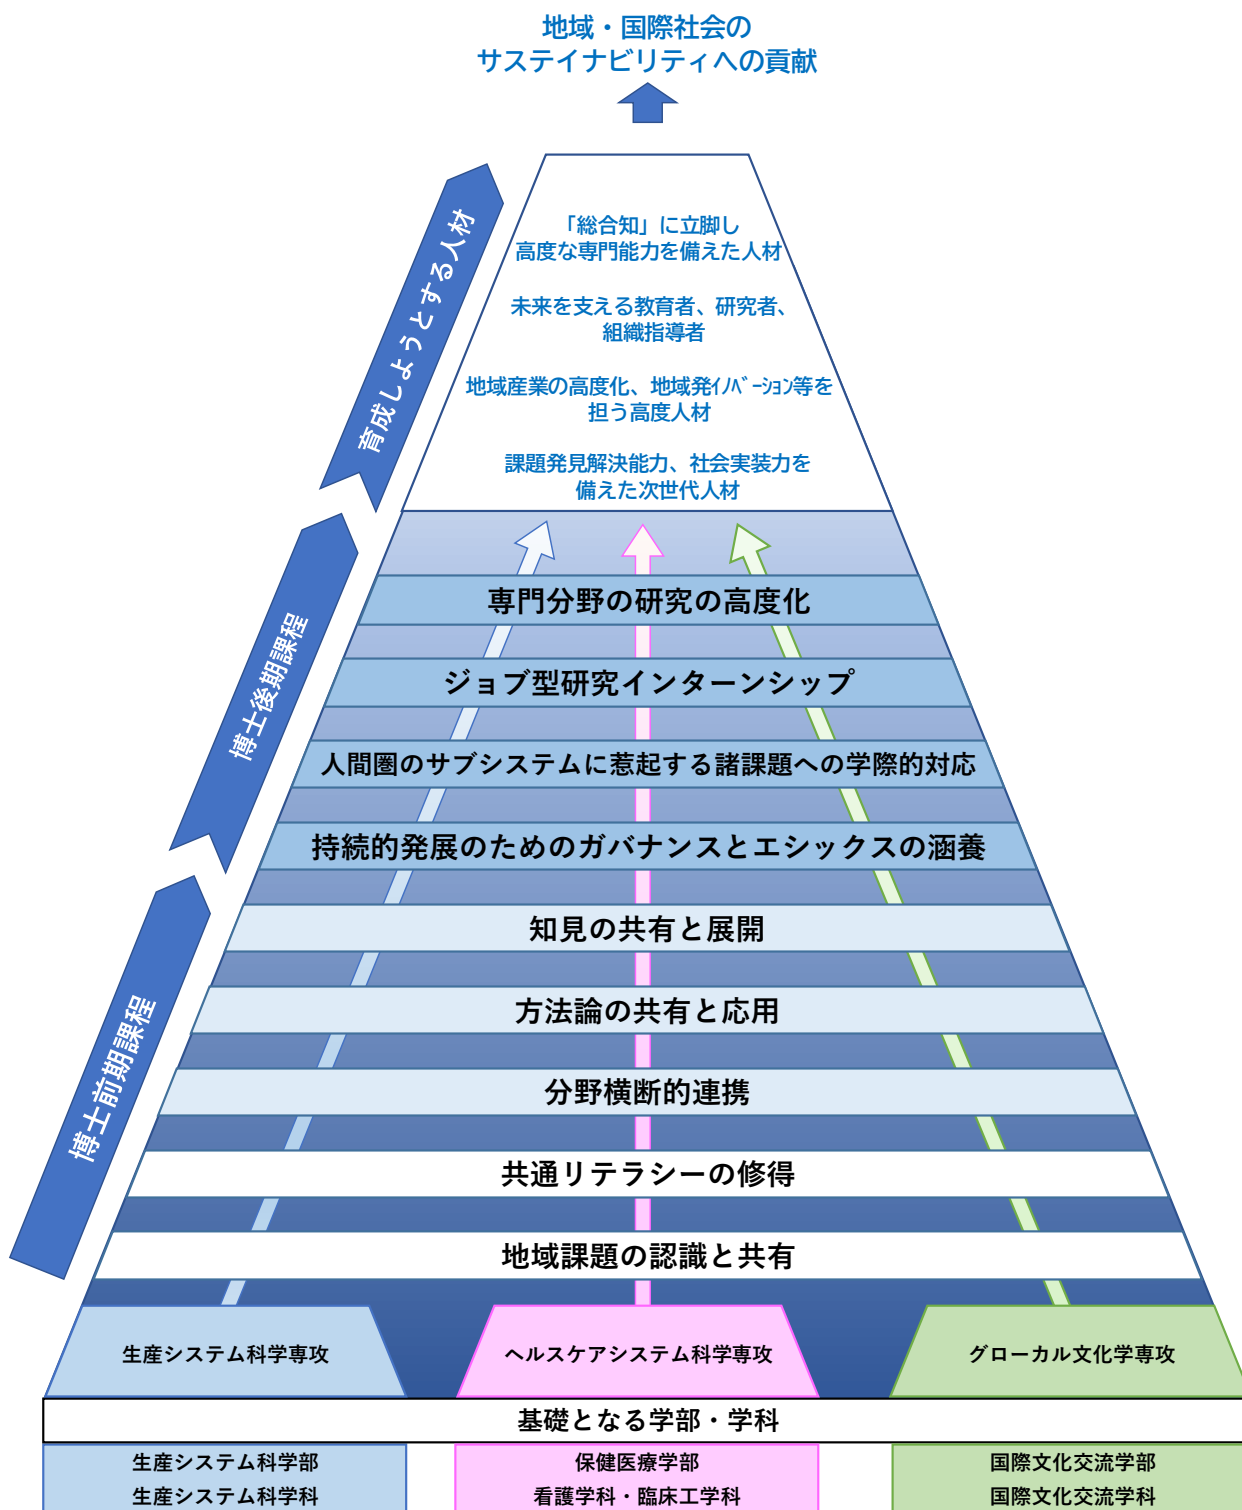 地域・国際社会の
サステイナビリティへの貢献
育成しようとする人材
「総合知」に立脚し
高度な専門能力を備えた人材
未来を支える教育者、研究者、
組織指導者
地域産業の高度化、地域発ｲﾉﾍﾞｰｼｮﾝ等を
担う高度人材
課題発見解決能力、社会実装力を
備えた次世代人材
博士後期課程
専門分野の研究の高度化
ジョブ型研究インターンシップ
人間圏のサブシステムに惹起する諸課題への学際的対応
持続的発展のためのガバナンスとエシックスの涵養
博士前期課程
知見の共有と展開
方法論の共有と応用
分野横断的連携
共通リテラシーの修得
地域課題の認識と共有
生産システム科学専攻
ヘルスケアシステム科学専攻
グローカル文化学専攻
基礎となる学部・学科
生産システム科学部
生産システム科学科
保健医療学部
看護学科・臨床工学科
国際文化交流学部
国際文化交流学科